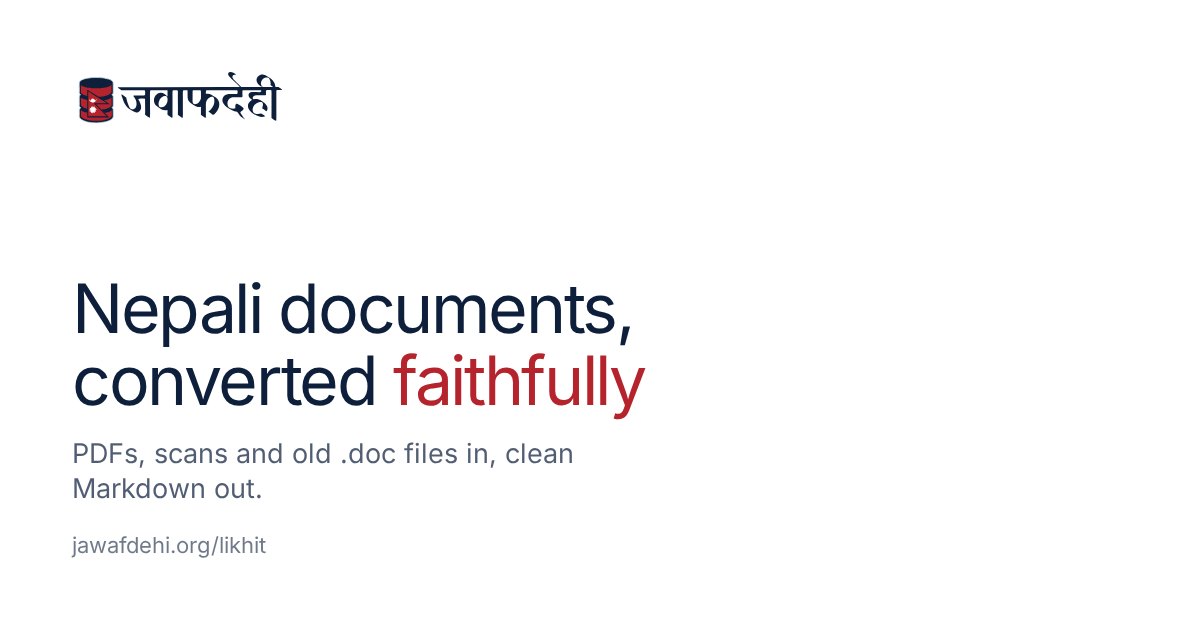 जवाफदेही
Nepali documents,
converted faithfully
PDFs, scans and old .doc files in, clean
Markdown out.
jawafdehi.org/likhit